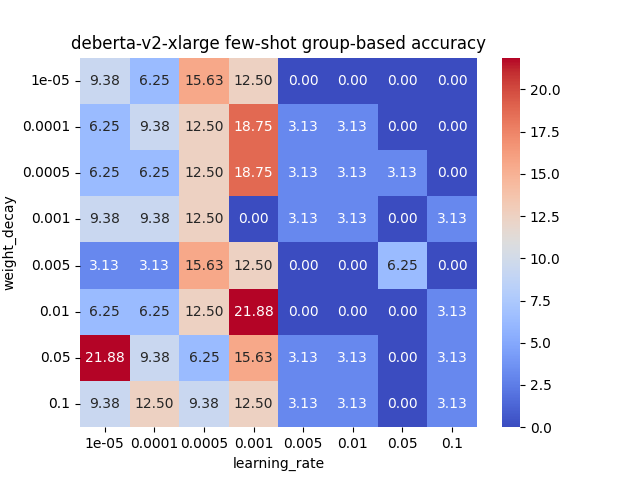 deberta-v2-xlarge few-shot group-based accuracy
1e-05 9.38 6.25 15.63 12.50 0.00 0.00 0.00 0.00
0.0001 6.25 9.38 12.50 18.75 3.13 3.13 0.00 0.00
0.0005 6.25 6.25 12.50 18.75 3.13 3.13 3.13 0.00
0.001 9.38 9.38 12.50 0.00 3.13 3.13 0.00 3.13
0.005 3.13 3.13 15.63 12.50 0.00 0.00 6.25 0.00
0.01 6.25 6.25 12.50 21.88 0.00 0.00 0.00 3.13
0.05 21.88 9.38 6.25 15.63 3.13 3.13 0.00 3.13
0.1 9.38 12.50 9.38 12.50 3.13 3.13 0.00 3.13
1e-05 0.0001 0.0005 0.001 0.005 0.01 0.05 0.1
learning_rate
weight_decay
20.0
17.5
15.0
12.5
10.0
7.5
5.0
2.5
0.0